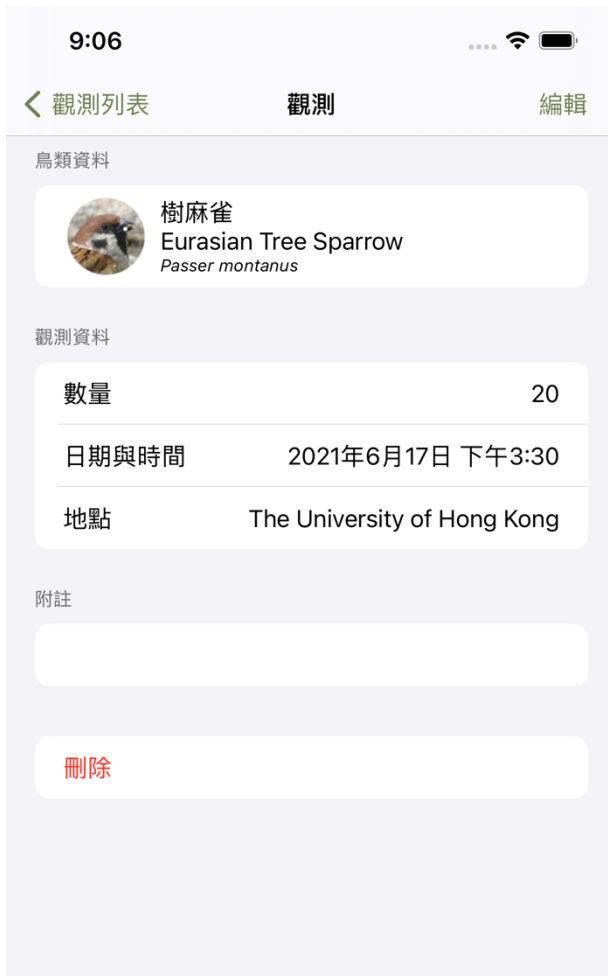 9:06
觀測列表
觀測
編輯
鳥類資料
樹麻雀
Eurasian Tree Sparrow
Passer montanus
觀測資料
數量 20
日期與時間 2021年6月17日 下午3:30
地點 The University of Hong Kong
附註
刪除